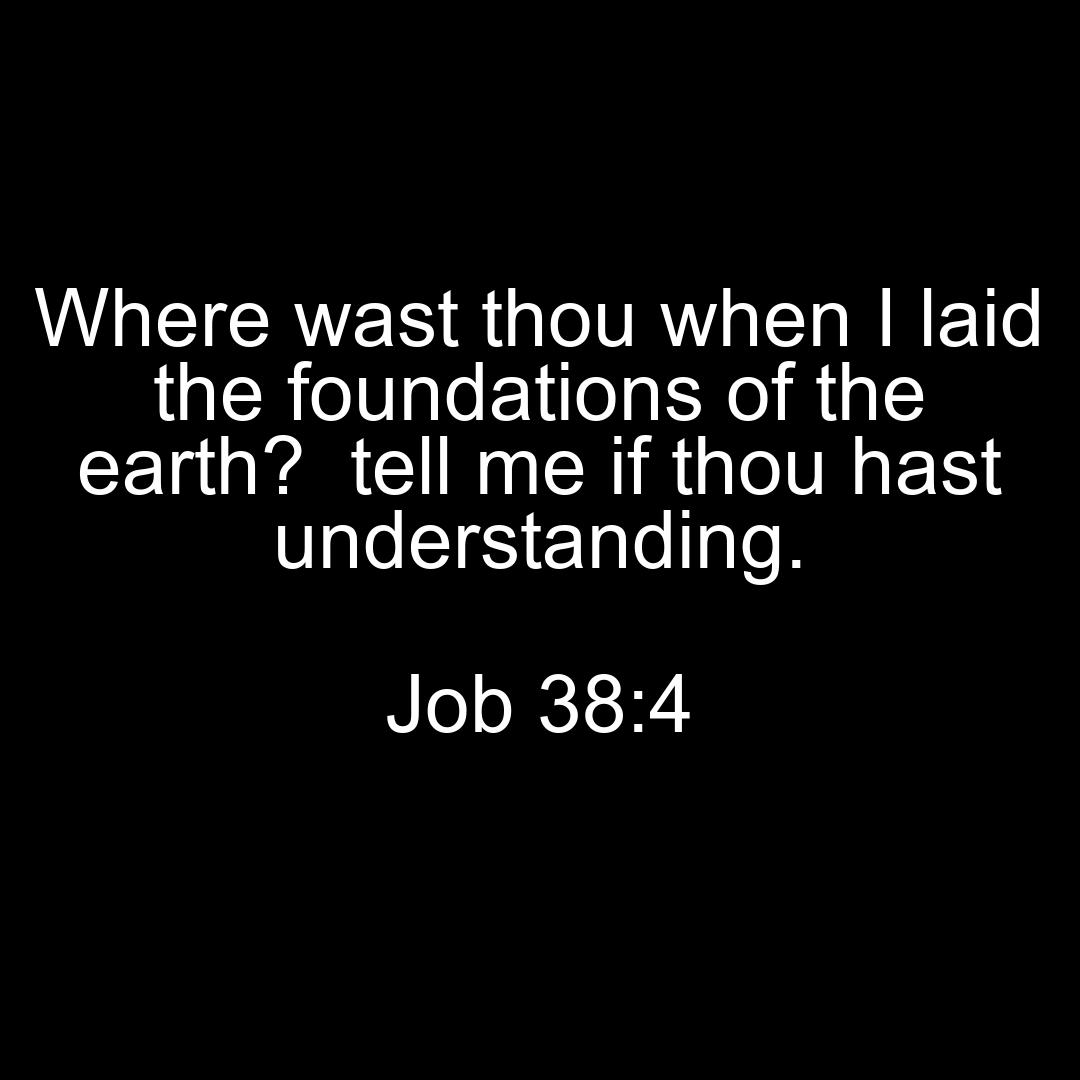 Where wast thou when I laid
the foundations of the
earth?  tell me if thou hast
understanding.
Job 38:4